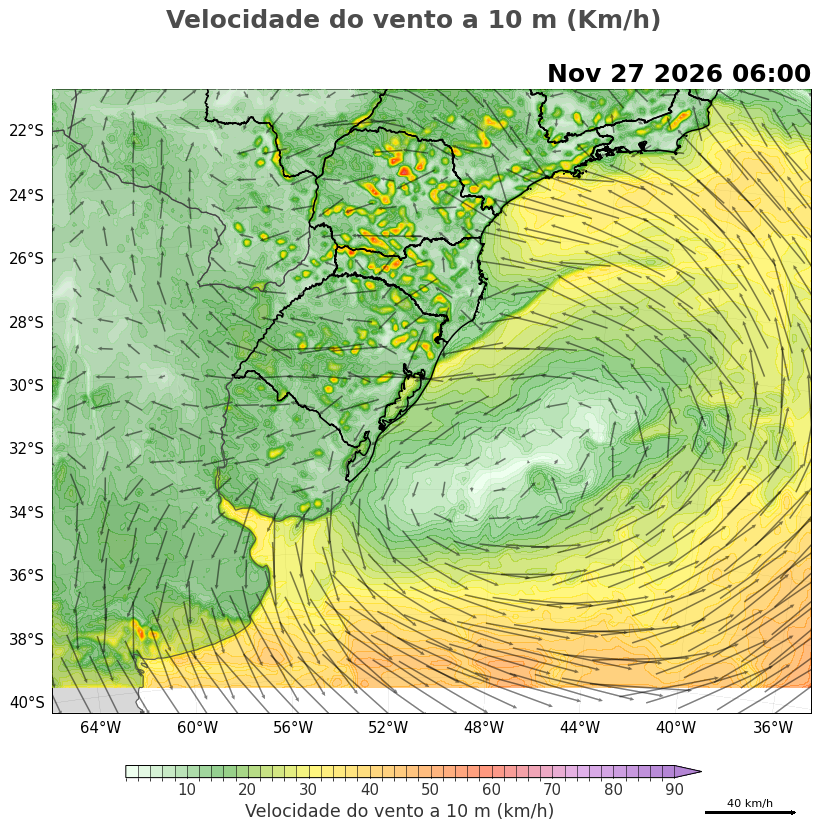 Velocidade do vento a 10 m (Km/h)
Nov 27 2026 06:00
22°S
24°S
26°S
28°S
30°S
32°S
34°S
36°S
38°S
40°S
64°W 60°W 56°W 52°W 48°W 44°W 40°W 36°W
10 20 30 40 50 60 70 80 90
Velocidade do vento a 10 m (km/h)
40 km/h